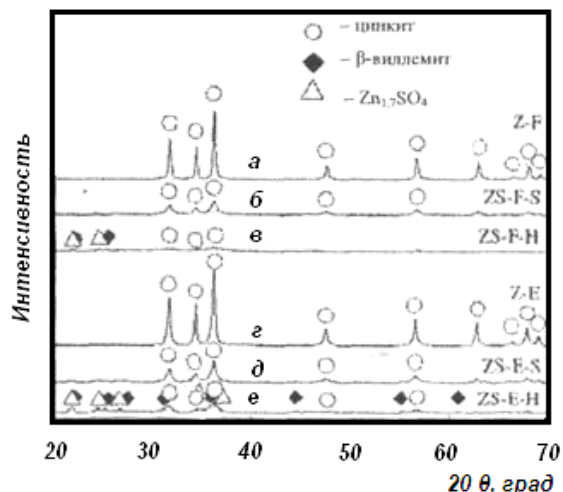 – цинкит
– β-виллемит
– Zn1,7SO4
Z-F
а
б
ZS-F-S
в
ZS-F-H
Z-E
г
д
ZS-E-S
е
ZS-E-H
Интенсивность
20 30 40 50 60 70
20 θ, град